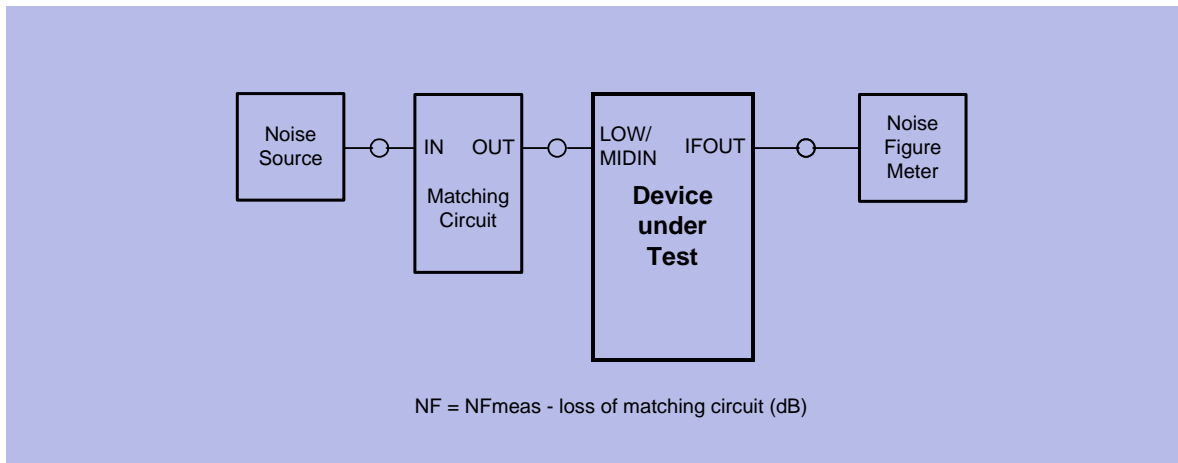 Noise
Source
IN
OUT
Matching
Circuit
LOW/
MIDIN
IFOUT
Device
under
Test
Noise
Figure
Meter
NF = NFmeas - loss of matching circuit (dB)